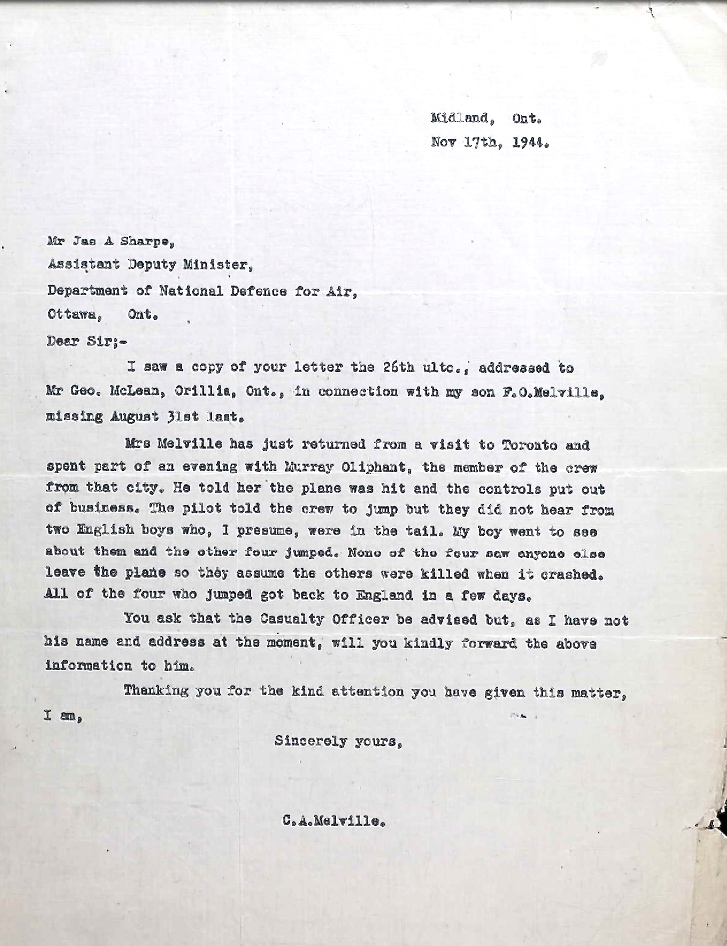 Midland, Ont.
Nov 17th, 1944.
Mr Jas A Sharpe,
Assistant Deputy Minister,
Department of National Defence for Air,
Ottawa, Ont.
Dear Sir;-
I saw a copy of your letter the 26th ultc., addressed to
Mr Geo. McLean, Orillia, Ont., in connection with my son F.O.Melville,
missing August 31st last.
Mrs Melville has just returned from a visit to Toronto and
spent part of an evening with Murray Oliphant, the member of the crew
from that city. He told her the plane was hit and the controls put out
of business. The pilot told the crew to jump but they did not hear from
two English boys who, I presume, were in the tail. My boy went to see
about them and the other four jumped. None of the four saw anyone else
leave the plane so they assume the others were killed when it crashed.
All of the four who jumped got back to England in a few days.
You ask that the Casualty Officer be advised but, as I have not
his name and address at the moment, will you kindly forward the above
information to him.
Thanking you for the kind attention you have given this matter,
I am,
Sincerely yours,
C.A.Melville.